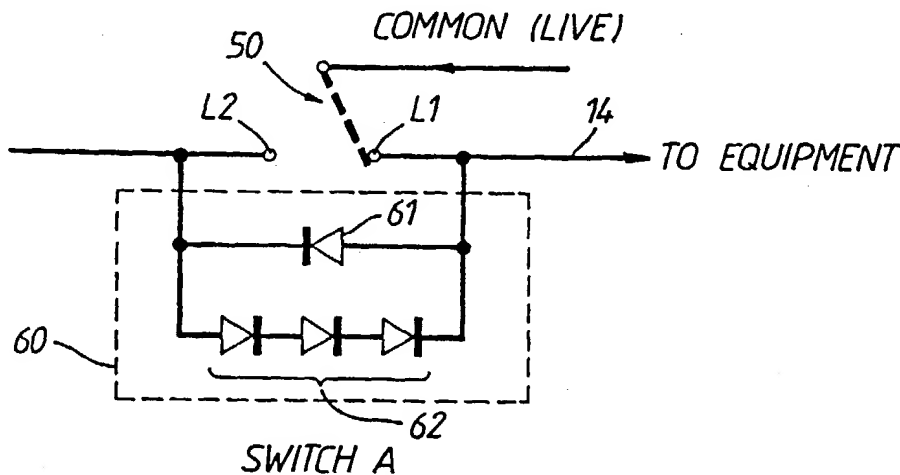 COMMON (LIVE)
50
L2
L1
14
TO EQUIPMENT
61
60
62
SWITCH A